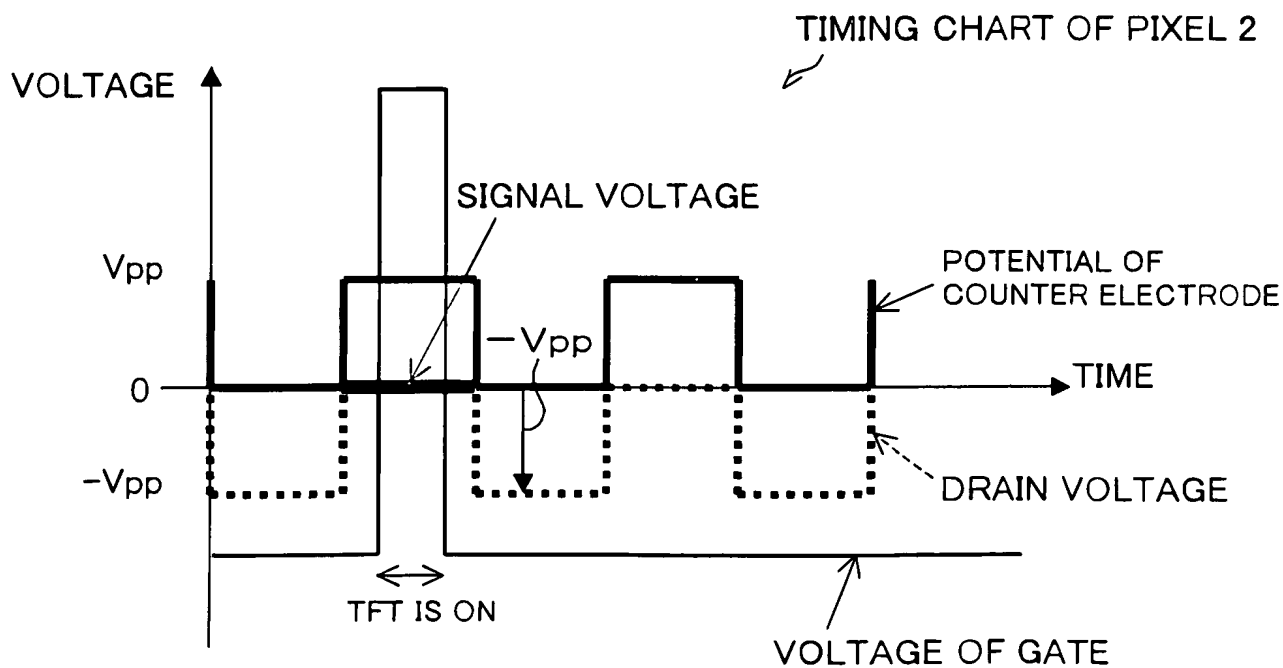 TIMING CHART OF PIXEL 2
VOLTAGE
SIGNAL VOLTAGE
Vpp
POTENTIAL OF
COUNTER ELECTRODE
−Vpp
0
TIME
−Vpp
DRAIN VOLTAGE
TFT IS ON
VOLTAGE OF GATE